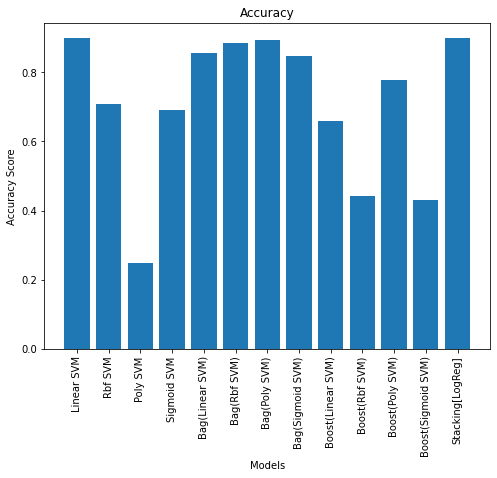 Accuracy
Accuracy Score
0.8
0.6
0.4
0.2
0.0
Linear SVM
Rbf SVM
Poly SVM
Sigmoid SVM
Bag(Linear SVM)
Bag(Rbf SVM)
Bag(Poly SVM)
Bag(Sigmoid SVM)
Boost(Linear SVM)
Boost(Rbf SVM)
Boost(Poly SVM)
Boost(Sigmoid SVM)
Stacking[LogReg]
Models